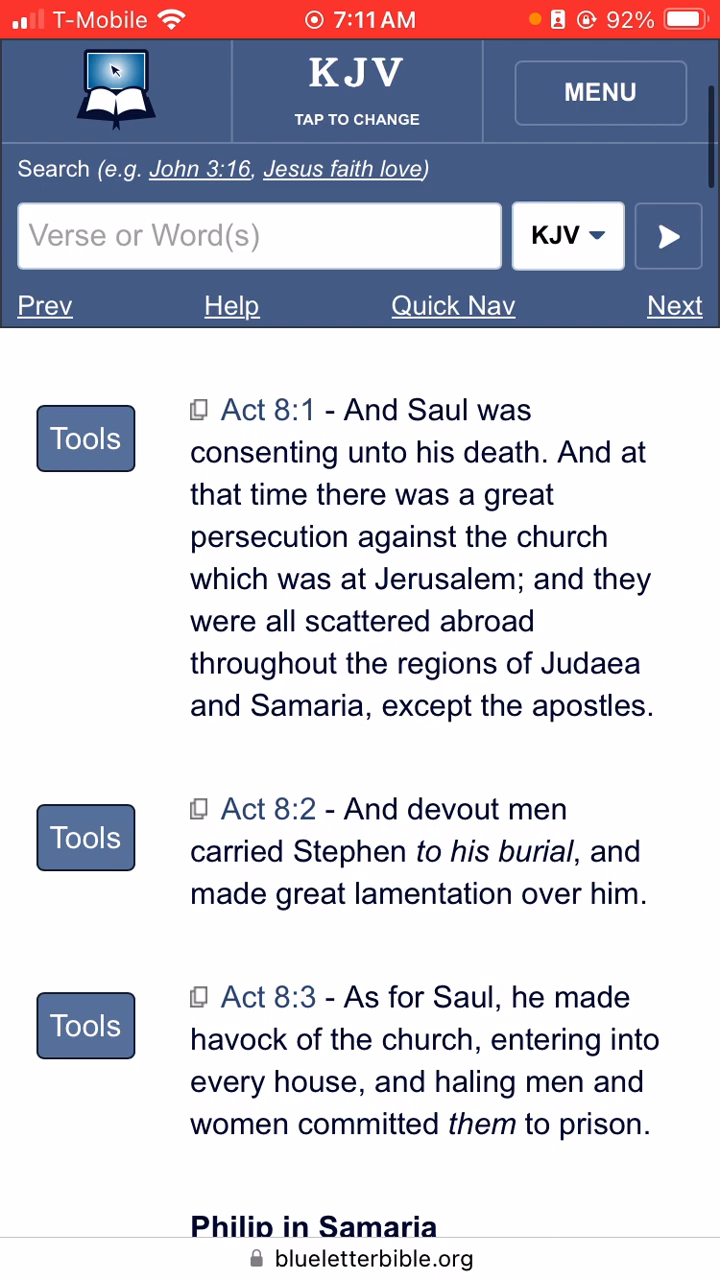 T-Mobile 7:11 AM 92%
KJV
TAP TO CHANGE
MENU
Search (e.g. John 3:16, Jesus faith love)
Verse or Word(s) KJV
Prev Help Quick Nav Next
Tools
Act 8:1 - And Saul was
consenting unto his death. And at
that time there was a great
persecution against the church
which was at Jerusalem; and they
were all scattered abroad
throughout the regions of Judaea
and Samaria, except the apostles.
Tools
Act 8:2 - And devout men
carried Stephen to his burial, and
made great lamentation over him.
Tools
Act 8:3 - As for Saul, he made
havock of the church, entering into
every house, and haling men and
women committed them to prison.
Philip in Samaria
blueletterbible.org